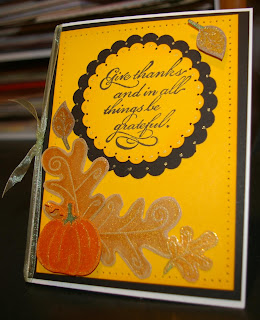 Give thanks
and in all
things be
grateful.